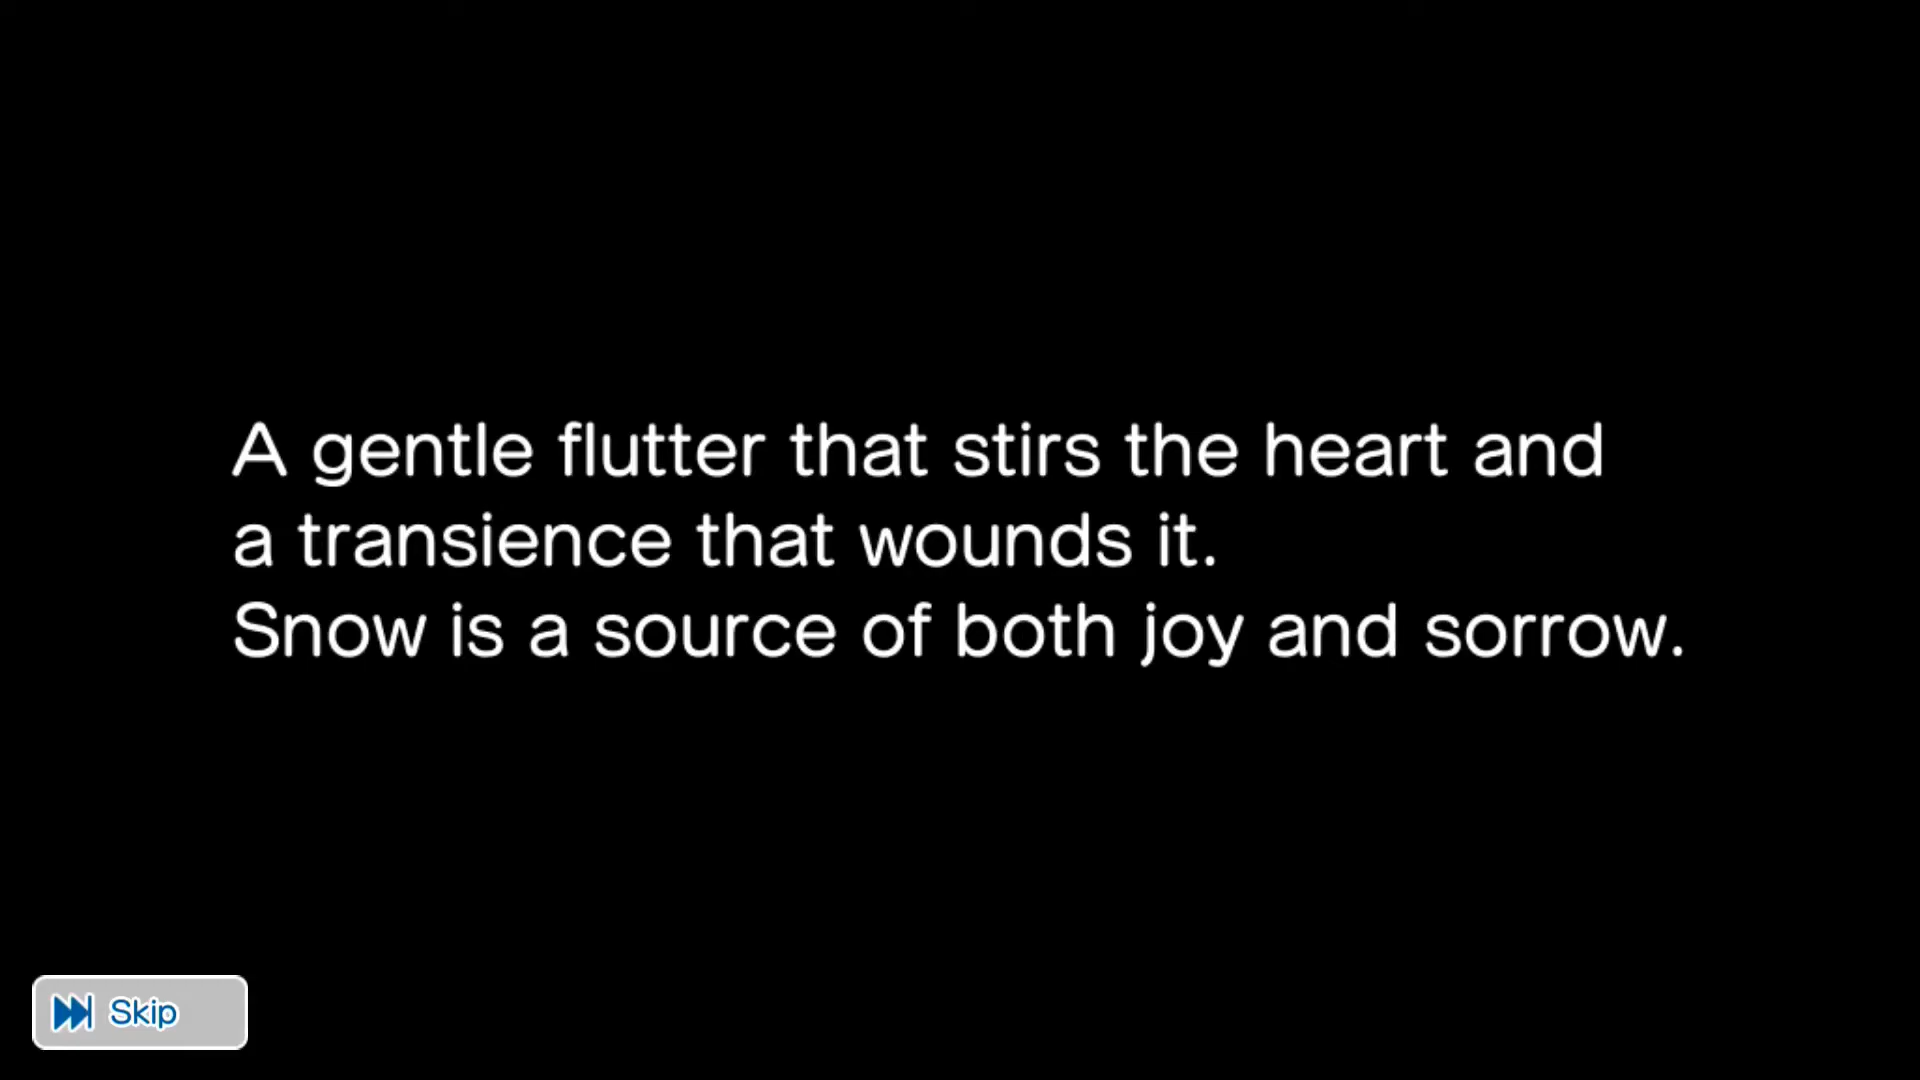 A gentle flutter that stirs the heart and
a transience that wounds it.
Snow is a source of both joy and sorrow.
Skip